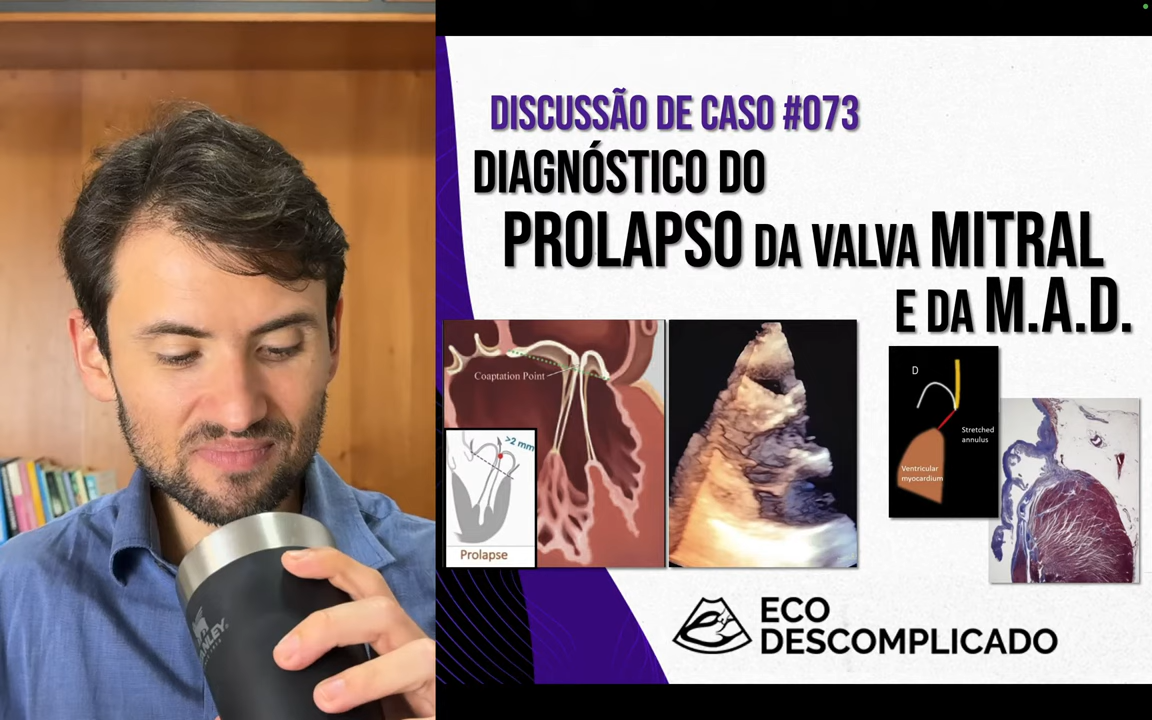 DISCUSSÃO DE CASO #073
DIAGNÓSTICO DO
PROLAPSO DA VALVA MITRAL
E DA M.A.D.
Coaptation Point
>2 mm
Prolapse
D
Stretched
annulus
Ventricular
myocardium
ECO
DESCOMPLICADO